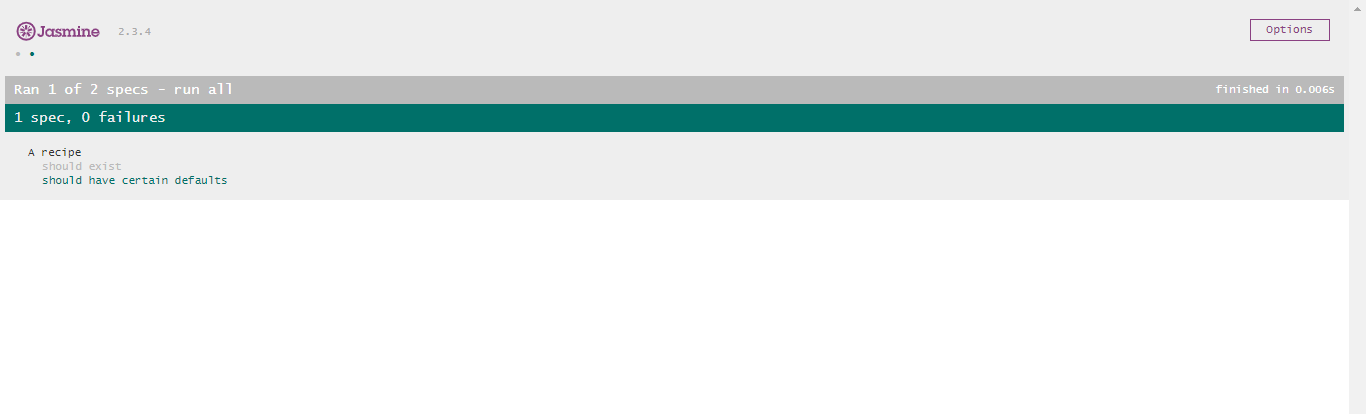 Jasmine 2.3.4 Options
Ran 1 of 2 specs - run all finished in 0.006s
1 spec, 0 failures
A recipe
should exist
should have certain defaults